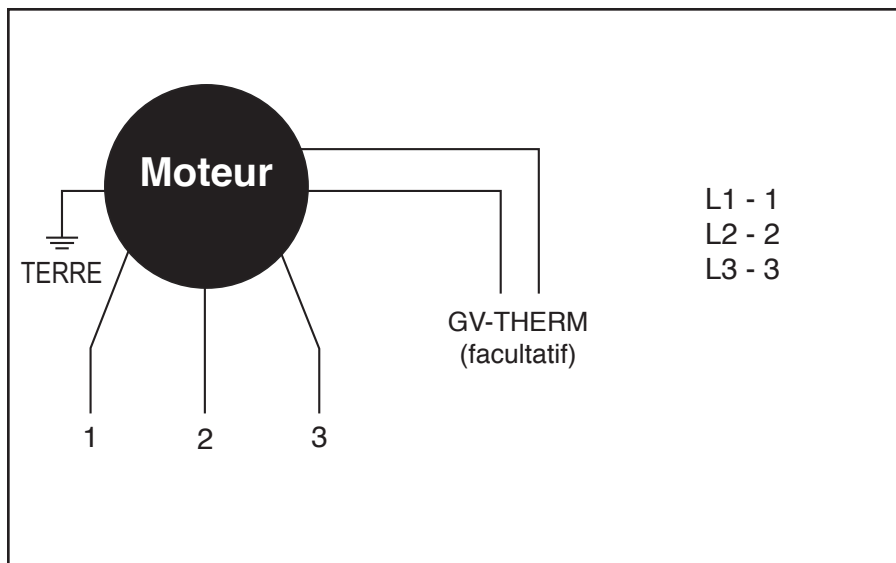 Moteur
TERRE
GV-THERM
(facultatif)
1
2
3
L1 - 1
L2 - 2
L3 - 3